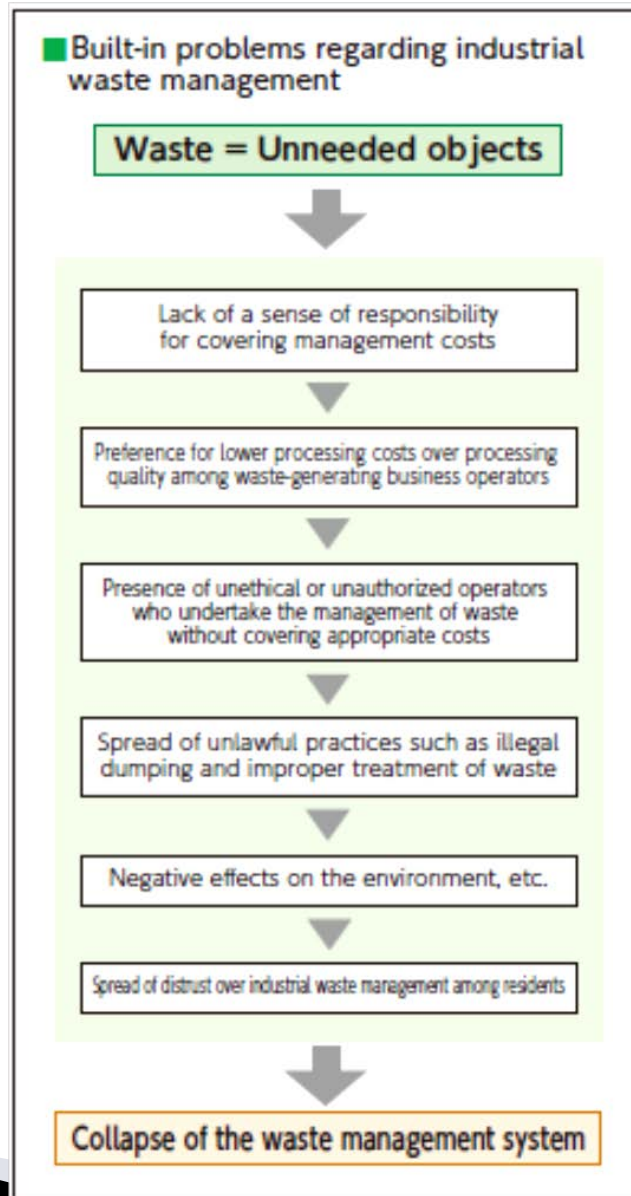 Built-in problems regarding industrial
waste management
Waste = Unneeded objects
Lack of a sense of responsibility
for covering management costs
Preference for lower processing costs over processing
quality among waste-generating business operators
Presence of unethical or unauthorized operators
who undertake the management of waste
without covering appropriate costs
Spread of unlawful practices such as illegal
dumping and improper treatment of waste
Negative effects on the environment, etc.
Spread of distrust over industrial waste management among residents
Collapse of the waste management system